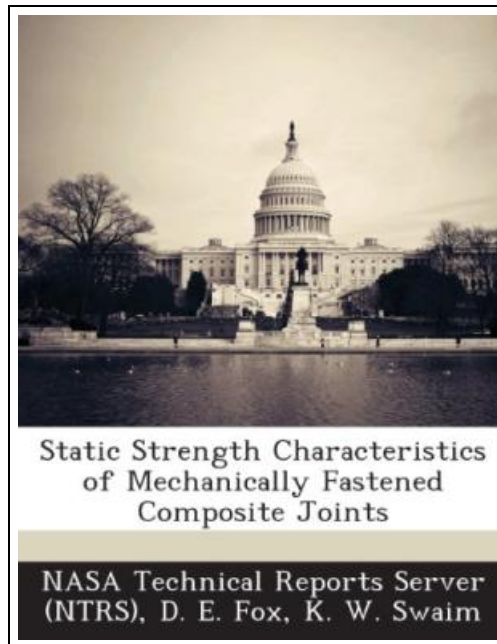 Static Strength Characteristics
of Mechanically Fastened
Composite Joints
NASA Technical Reports Server
(NTRS), D. E. Fox, K. W. Swaim